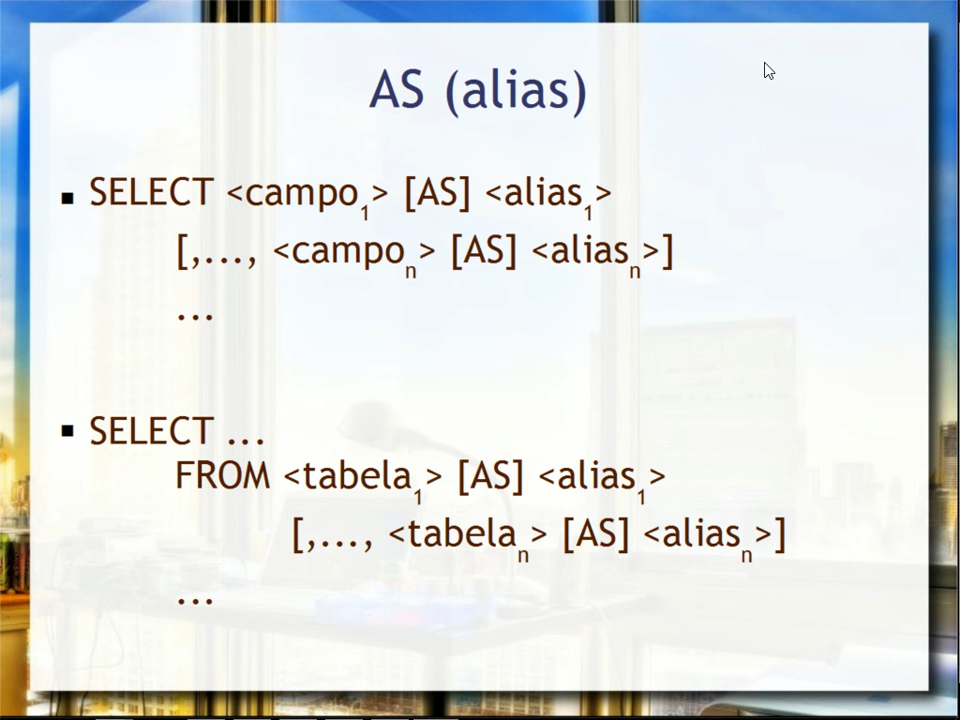 AS (alias)
SELECT <campo₁> [AS] <alias₁>
[,..., <campoₙ> [AS] <aliasₙ>]
...
SELECT ...
FROM <tabela₁> [AS] <alias₁>
[,..., <tabelaₙ> [AS] <aliasₙ>]
...